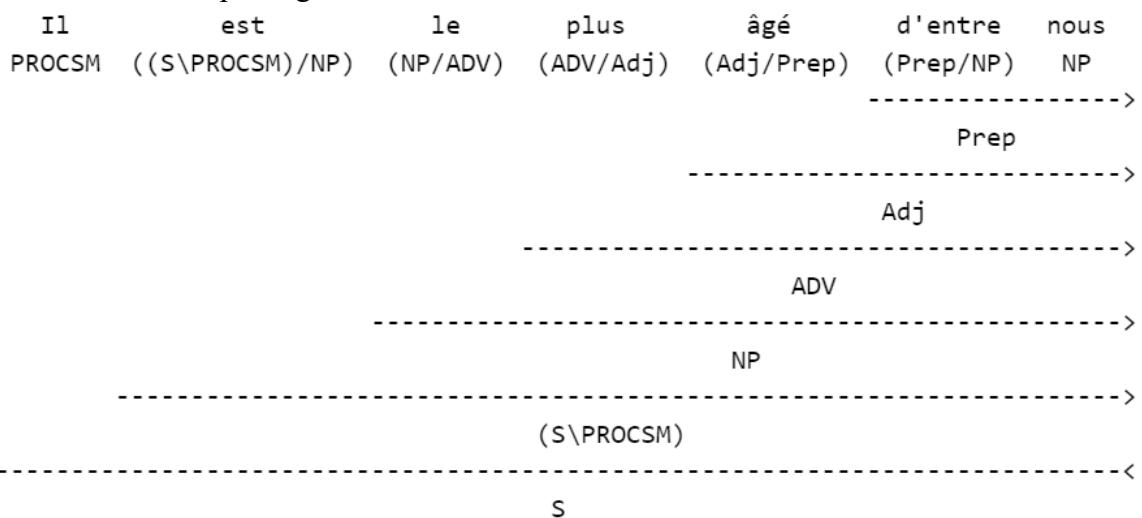 Il est le plus âgé d'entre nous
PROCSM ((S\PROCSM)/NP) (NP/ADV) (ADV/Adj) (Adj/Prep) (Prep/NP) NP
----------------->
Prep
----------------------------->
Adj
----------------------------------------->
ADV
---------------------------------------------------->
NP
---------------------------------------------------------------------->
(S\PROCSM)
------------------------------------------------------------------------------<
S